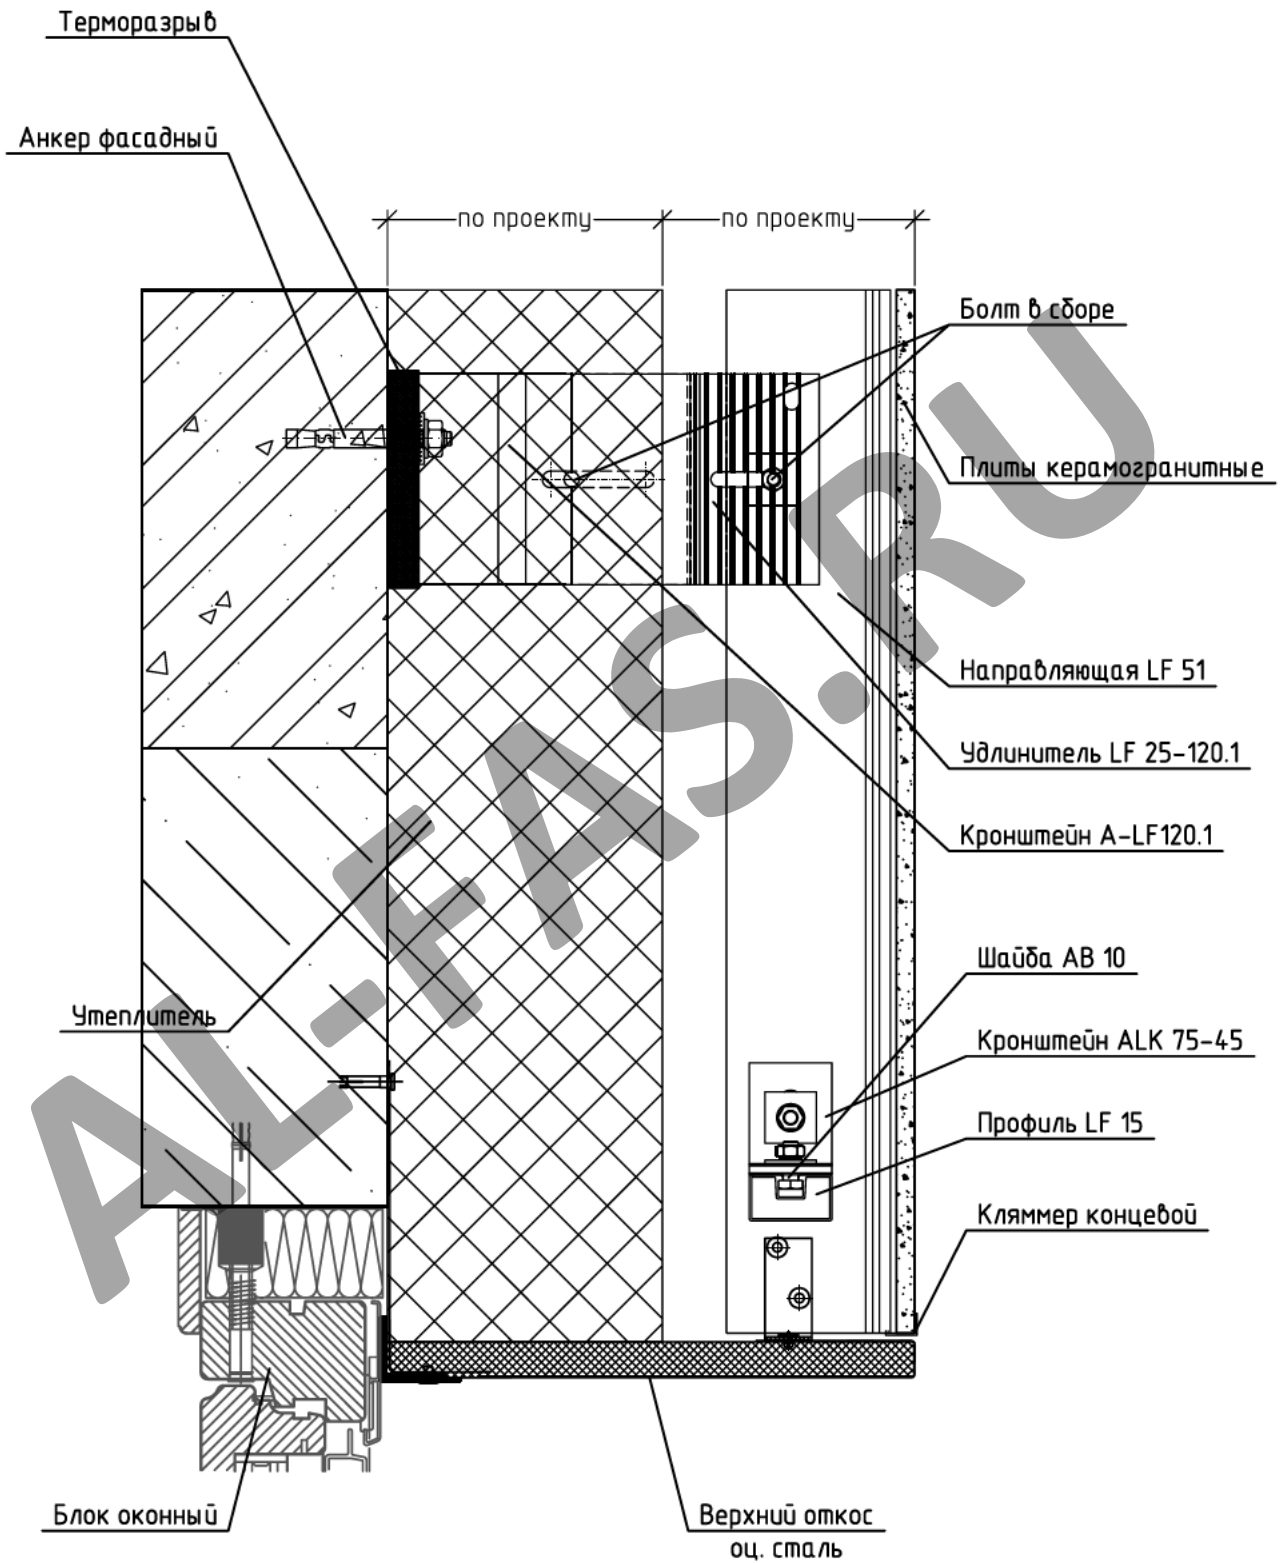 Терморазрыв
Анкер фасадный
по проекту
по проекту
Болт в сборе
Плиты керамогранитные
Направляющая LF 51
Удлинитель LF 25-120.1
Кронштейн A-LF120.1
Шайба АВ 10
Утеплитель
Кронштейн ALK 75-45
Профиль LF 15
Кляммер концевой
Блок оконный
Верхний откос
оц. сталь
AL-FAS.RU